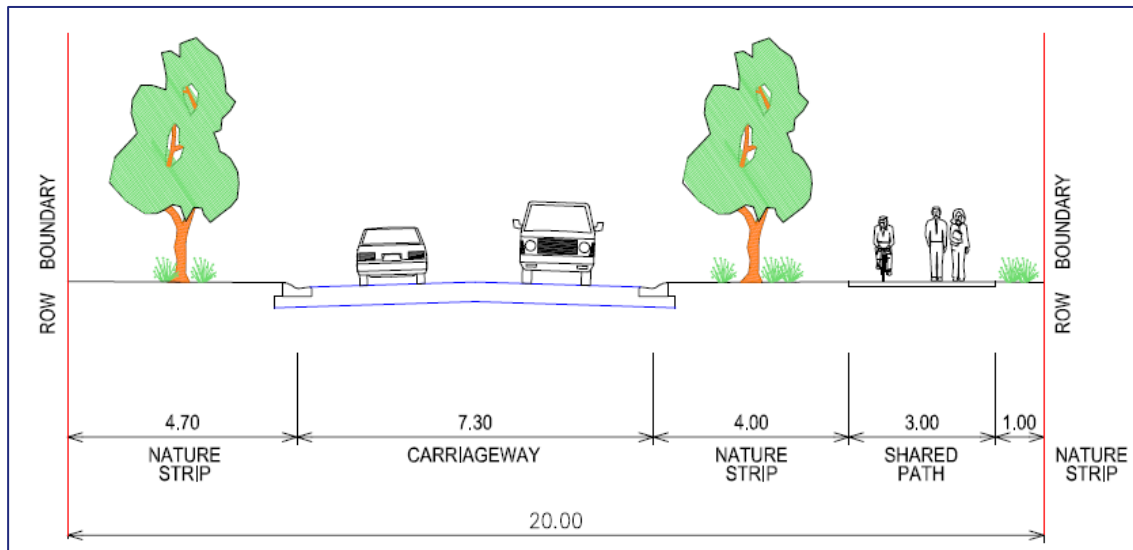 ROW BOUNDARY
ROW BOUNDARY
4.70
7.30
4.00
3.00
1.00
NATURE
STRIP
CARRIAGEWAY
NATURE
STRIP
SHARED
PATH
NATURE
STRIP
20.00